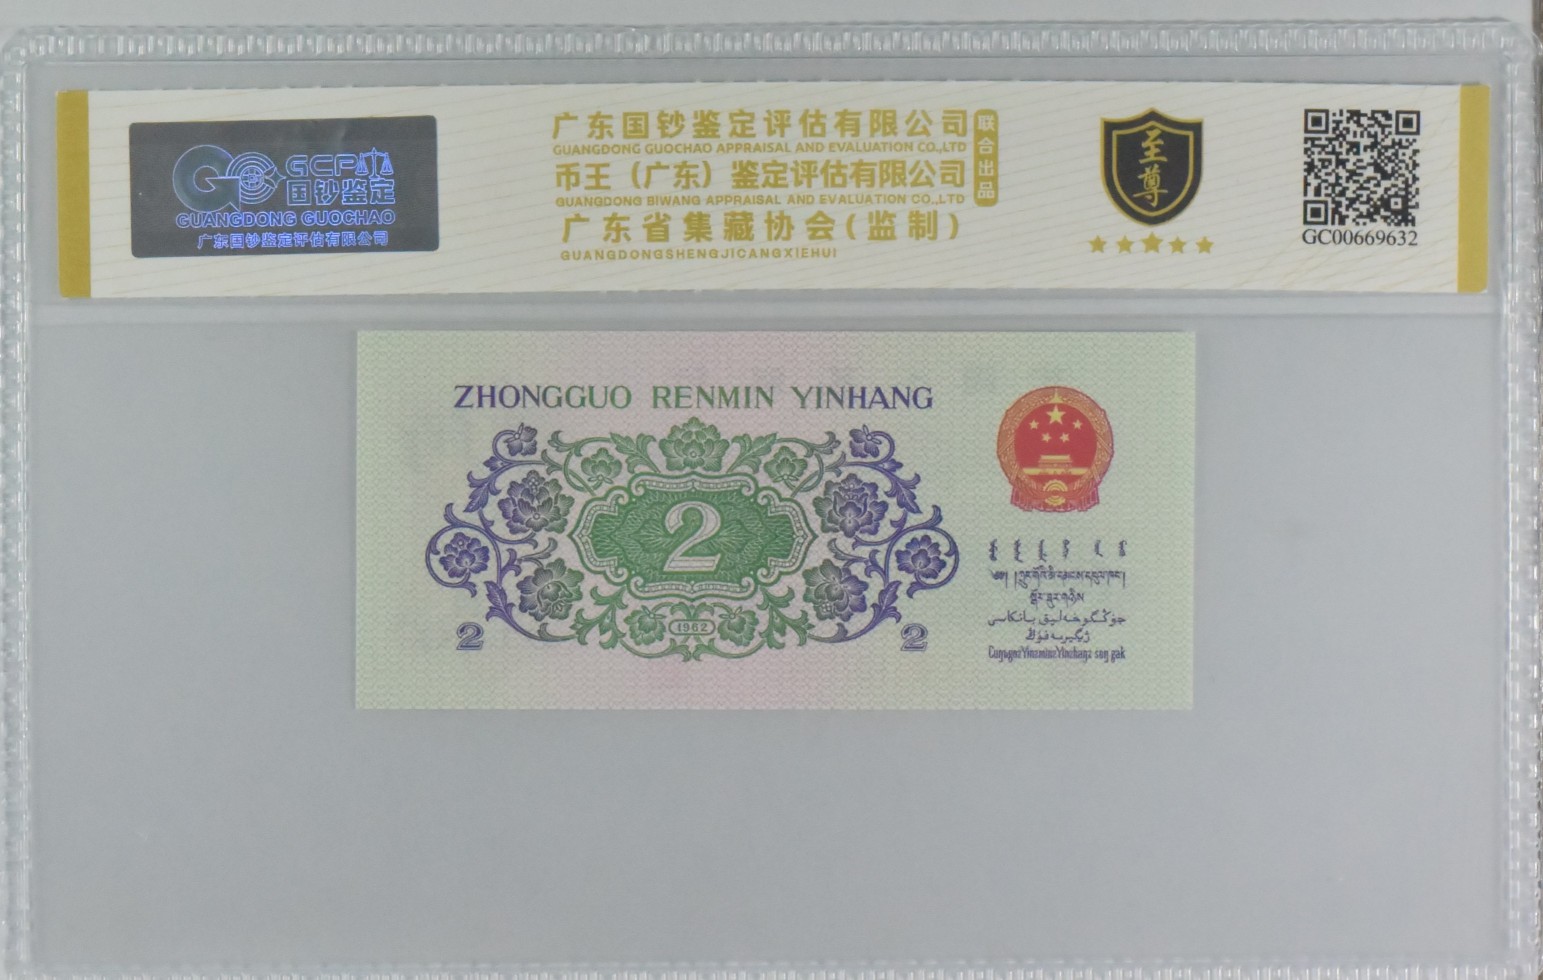 GCP
国钞鉴定
GUANGDONG GUOCHAO
广东国钞鉴定评估有限公司
广东国钞鉴定评估有限公司
GUANGDONG GUOCHAO APPRAISAL AND EVALUATION CO.,LTD
币王（广东）鉴定评估有限公司
GUANGDONG BIWANG APPRAISAL AND EVALUATION CO.,LTD
联合出品
广东省集藏协会(监制)
GUANGDONGSHENGJICANGXIEHUI
至尊
GC00669632
ZHONGGUO RENMIN YINHANG
2
1962
2
2
جۇڭگو خەلىق بانكاسى